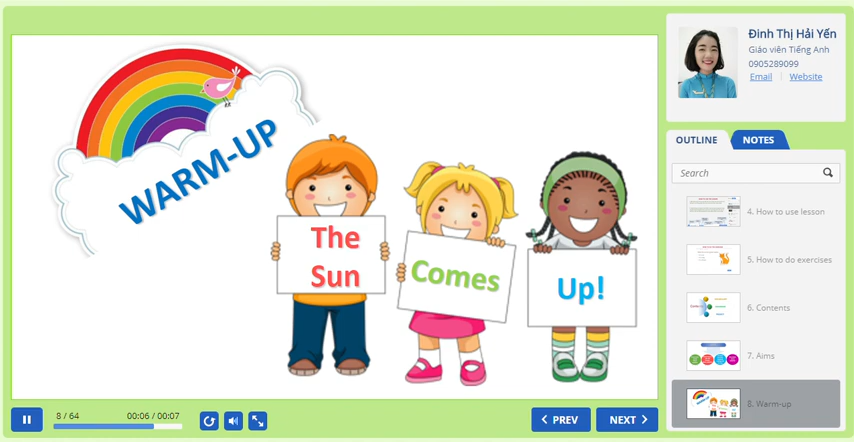 WARM-UP
The
Sun
Comes
Up!
8 / 64
00:06 / 00:07
PREV
NEXT
Đinh Thị Hải Yến
Giáo viên Tiếng Anh
0905289099
Email | Website
OUTLINE
NOTES
Search
4. How to use lesson
5. How to do exercises
6. Contents
7. Aims
8. Warm-up